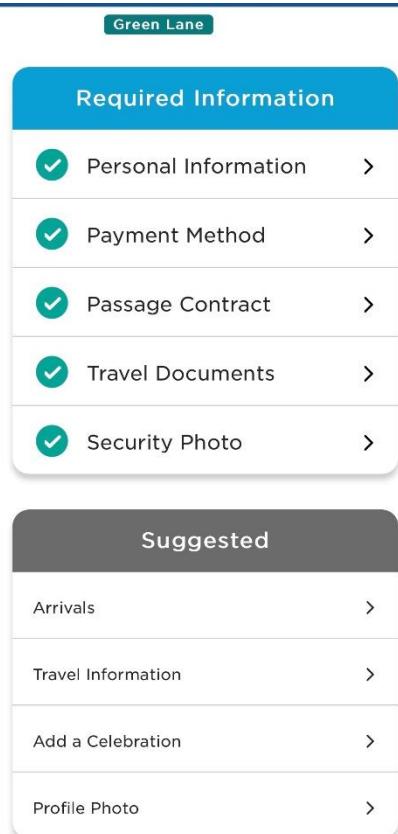 Green Lane
Required Information
Personal Information
Payment Method
Passage Contract
Travel Documents
Security Photo
Suggested
Arrivals
Travel Information
Add a Celebration
Profile Photo